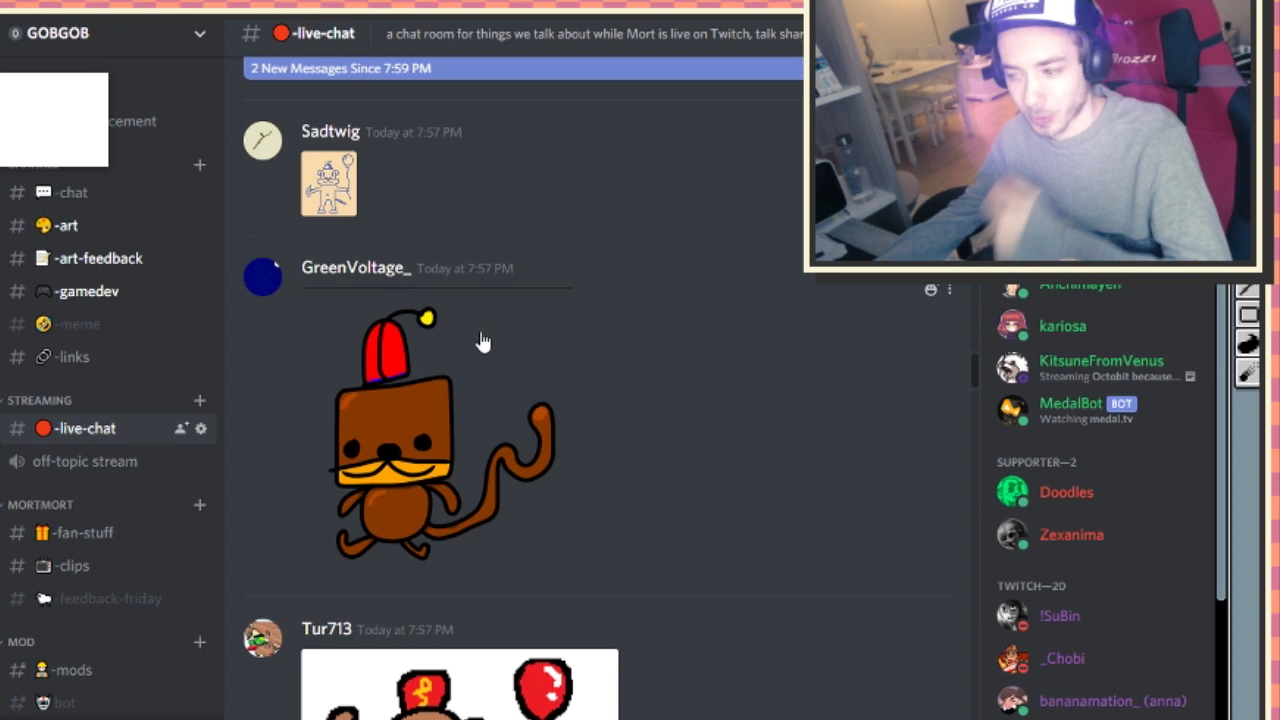 GOBGOB
cement
-chat
-art
-art-feedback
-gamedev
-meme
-links
STREAMING
-live-chat
off-topic stream
MORTMORT
-fan-stuff
-clips
-feedback-friday
MOD
-mods
bot
# -live-chat a chat room for things we talk about while Mort is live on Twitch, talk shar
2 New Messages Since 7:59 PM
Sadtwig Today at 7:57 PM
GreenVoltage_ Today at 7:57 PM
Tur713 Today at 7:57 PM
Archimayen
kariosa
KitsuneFromVenus
Streaming Octobit because...
MedalBot BOT
Watching medal.tv
SUPPORTER—2
Doodles
Zexanima
TWITCH—20
!SuBin
_Chobi
bananamation_ (anna)